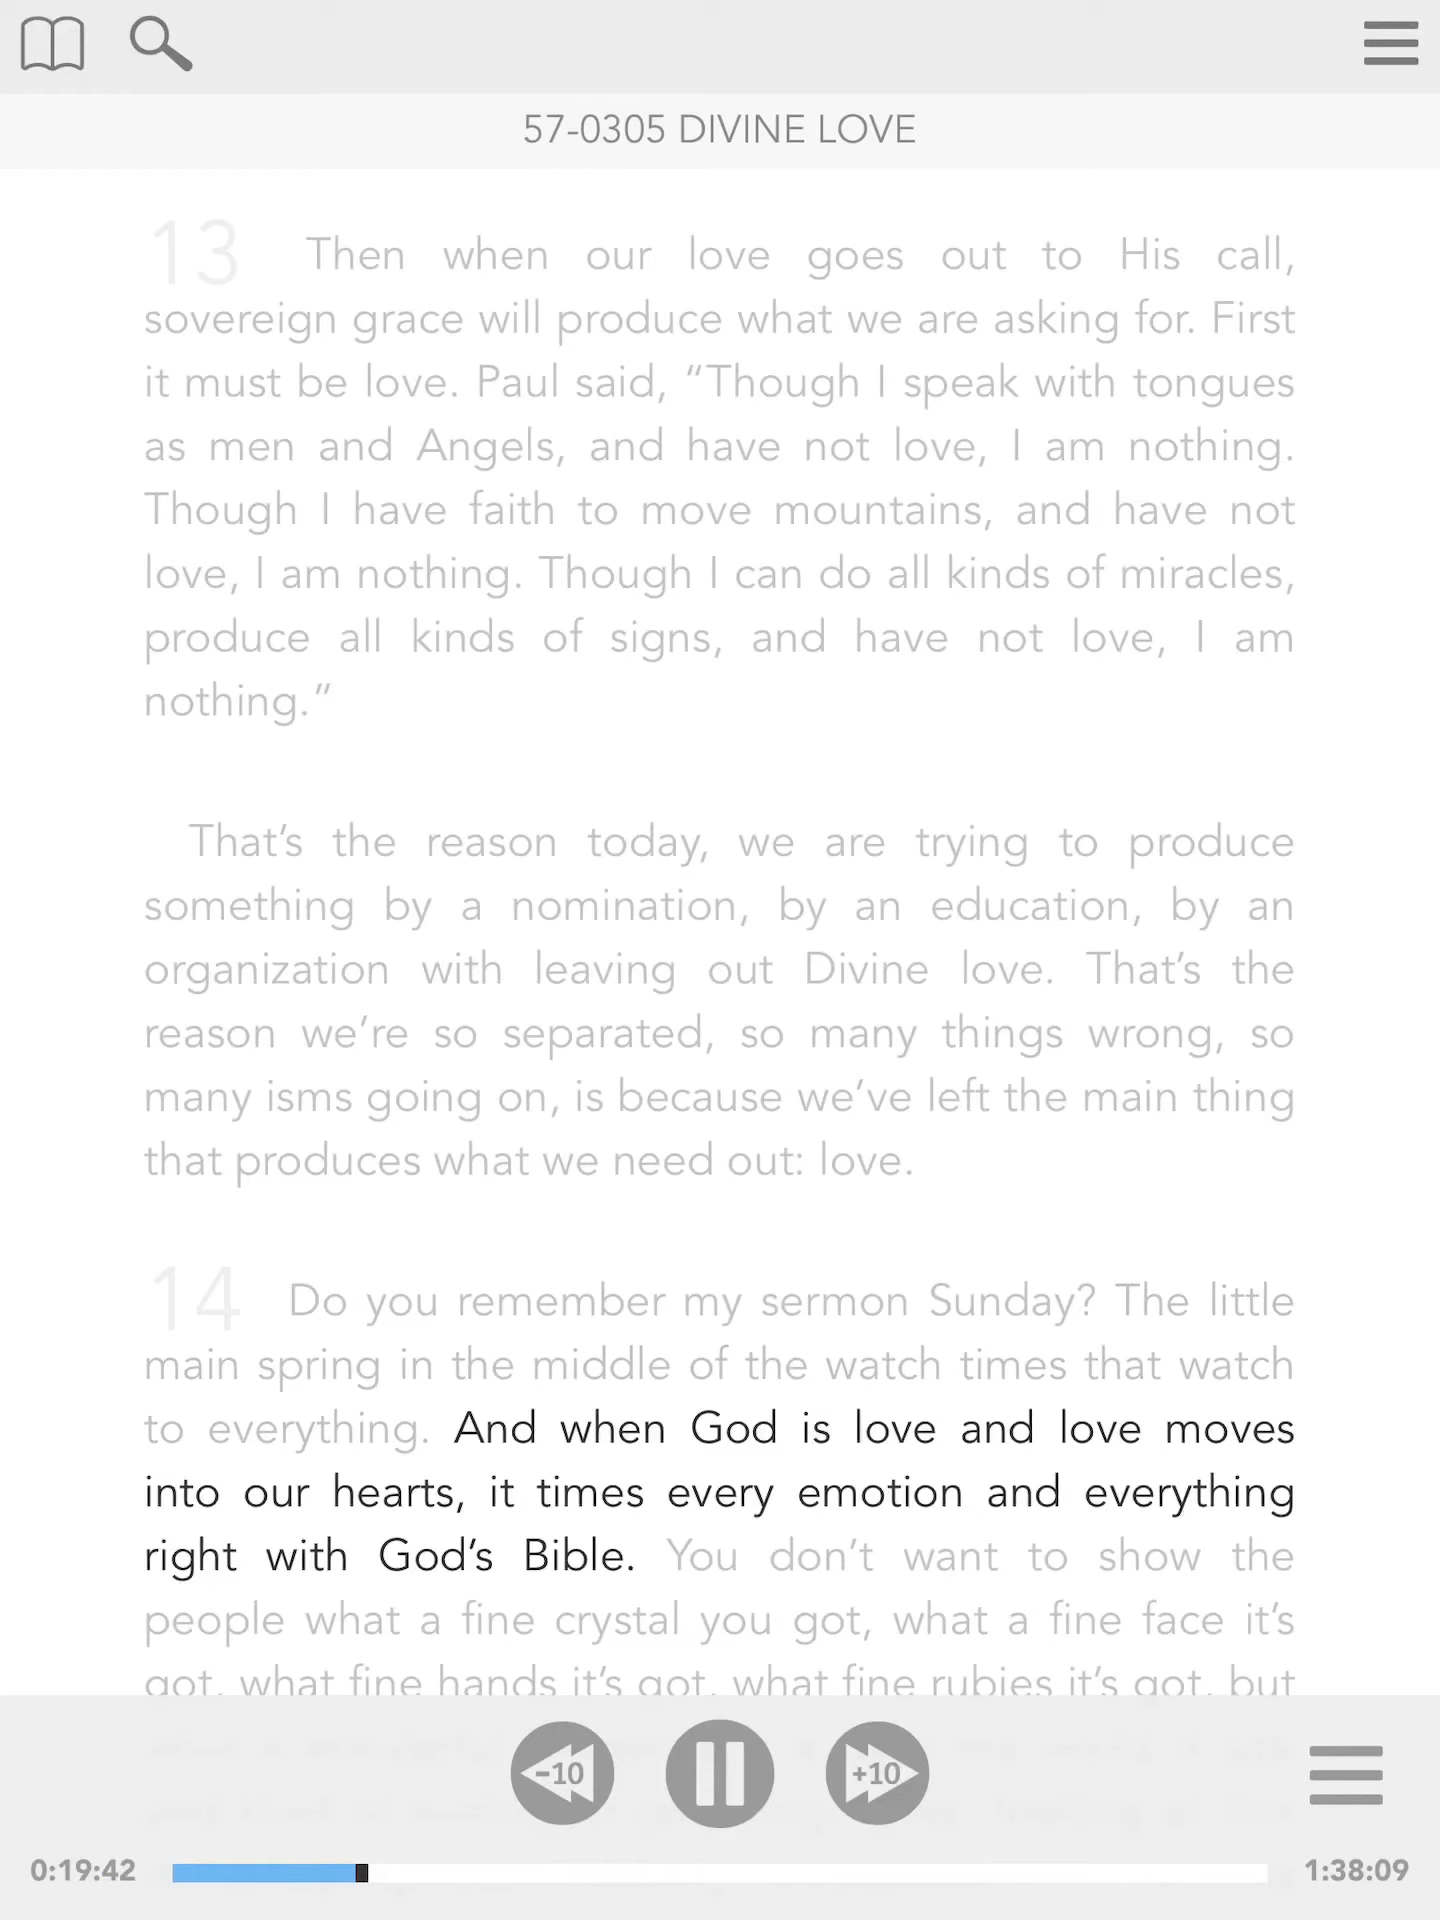 57-0305 DIVINE LOVE
13 Then when our love goes out to His call,
sovereign grace will produce what we are asking for. First
it must be love. Paul said, “Though I speak with tongues
as men and Angels, and have not love, I am nothing.
Though I have faith to move mountains, and have not
love, I am nothing. Though I can do all kinds of miracles,
produce all kinds of signs, and have not love, I am
nothing.”
That’s the reason today, we are trying to produce
something by a nomination, by an education, by an
organization with leaving out Divine love. That’s the
reason we’re so separated, so many things wrong, so
many isms going on, is because we’ve left the main thing
that produces what we need out: love.
14 Do you remember my sermon Sunday? The little
main spring in the middle of the watch times that watch
to everything. And when God is love and love moves
into our hearts, it times every emotion and everything
right with God’s Bible. You don’t want to show the
people what a fine crystal you got, what a fine face it’s
got, what fine hands it’s got, what fine rubies it’s got, but
-10 +10
0:19:42 1:38:09